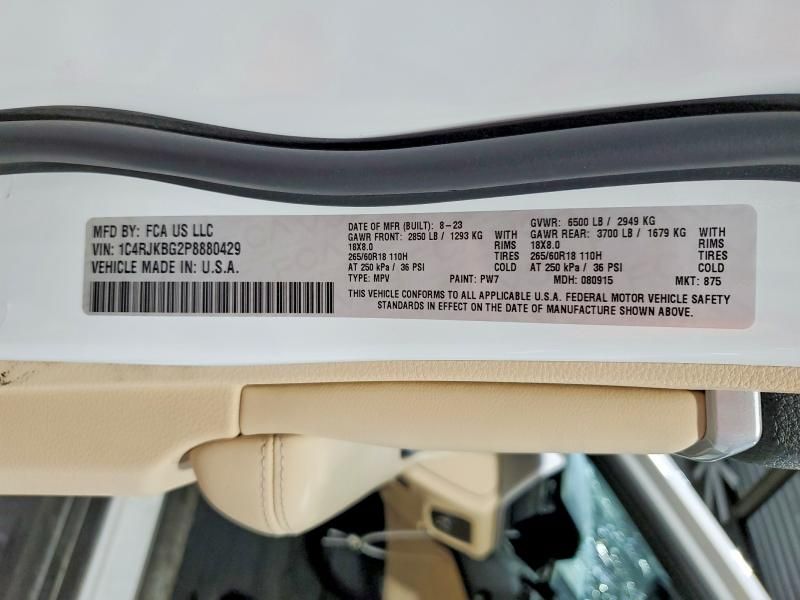 MFD BY: FCA US LLC
VIN: 1C4RJKBG2P8880429
VEHICLE MADE IN: U.S.A.
DATE OF MFR (BUILT): 8-23
GAWR FRONT: 2850 LB / 1293 KG WITH
18X8.0 RIMS
265/60R18 110H TIRES
AT 250 kPa / 36 PSI COLD
TYPE: MPV PAINT: PW7
GVWR: 6500 LB / 2949 KG
GAWR REAR: 3700 LB / 1679 KG WITH
18X8.0 RIMS
265/60R18 110H TIRES
AT 250 kPa / 36 PSI COLD
MDH: 080915 MKT: 875
THIS VEHICLE CONFORMS TO ALL APPLICABLE U.S.A. FEDERAL MOTOR VEHICLE SAFETY
STANDARDS IN EFFECT ON THE DATE OF MANUFACTURE SHOWN ABOVE.